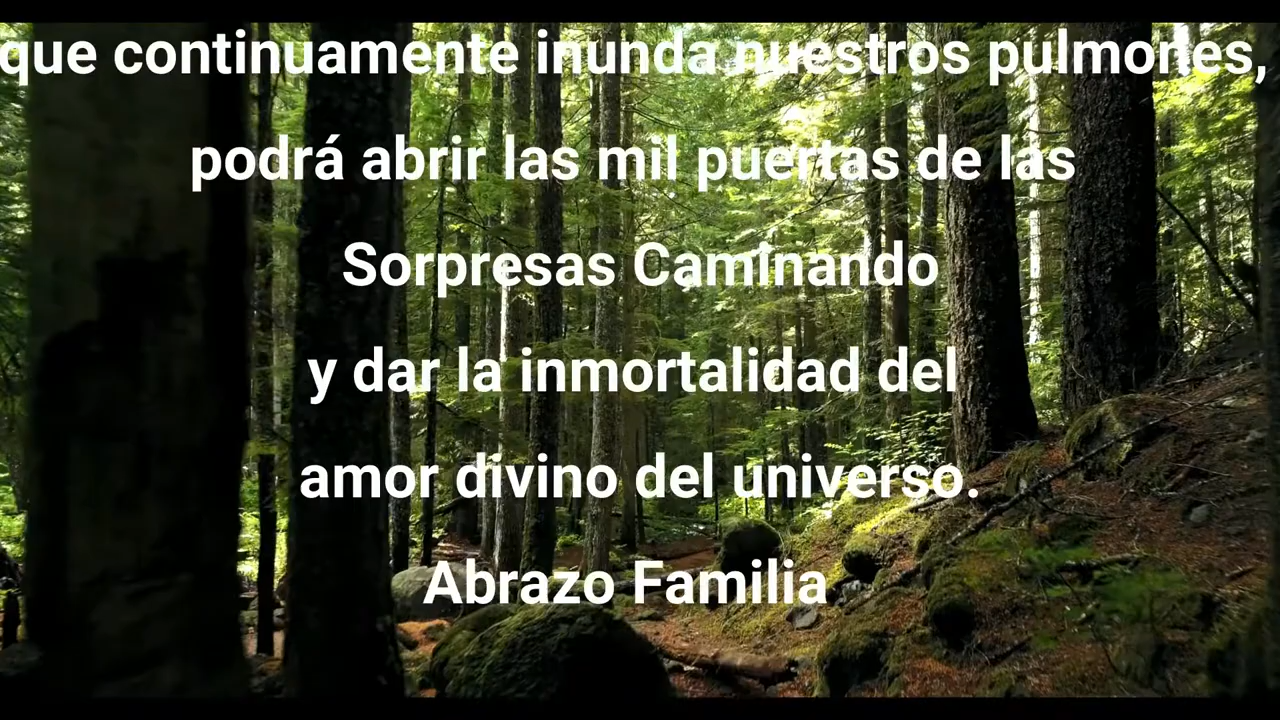 que continuamente inunda nuestros pulmones,
podrá abrir las mil puertas de las
Sorpresas Caminando
y dar la inmortalidad del
amor divino del universo.
Abrazo Familia